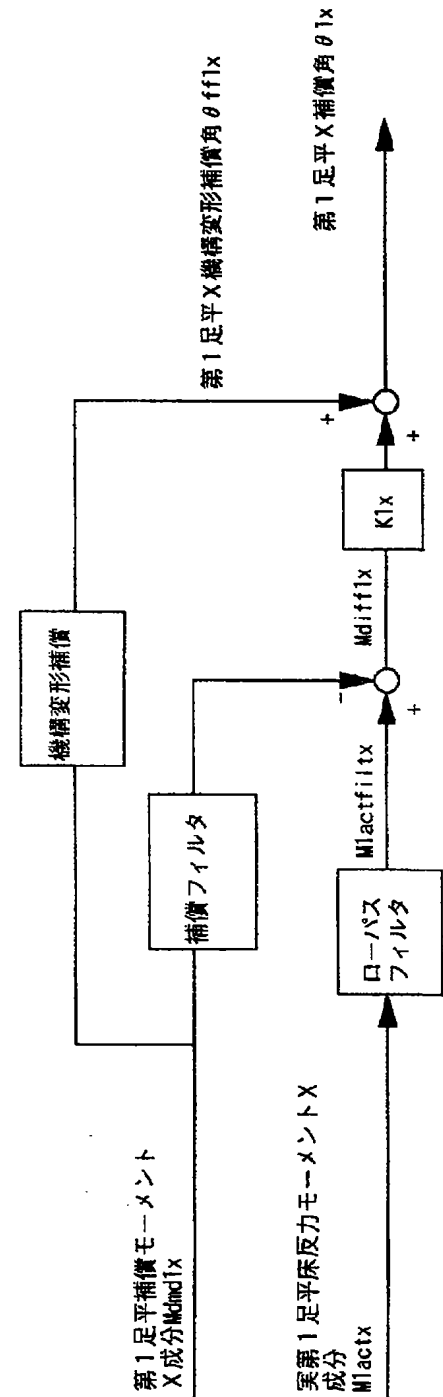 第1足平補償モーメント
X成分Mdmd1x
機構変形補償
補償フィルタ
第1足平X機構変形補償角θff1x
実第1足平床反力モーメントX
成分
M1actx
ローパス
フィルタ
M1actfiltx
-
+
Mdiff1x
K1x
+
+
第1足平X補償角θ1x